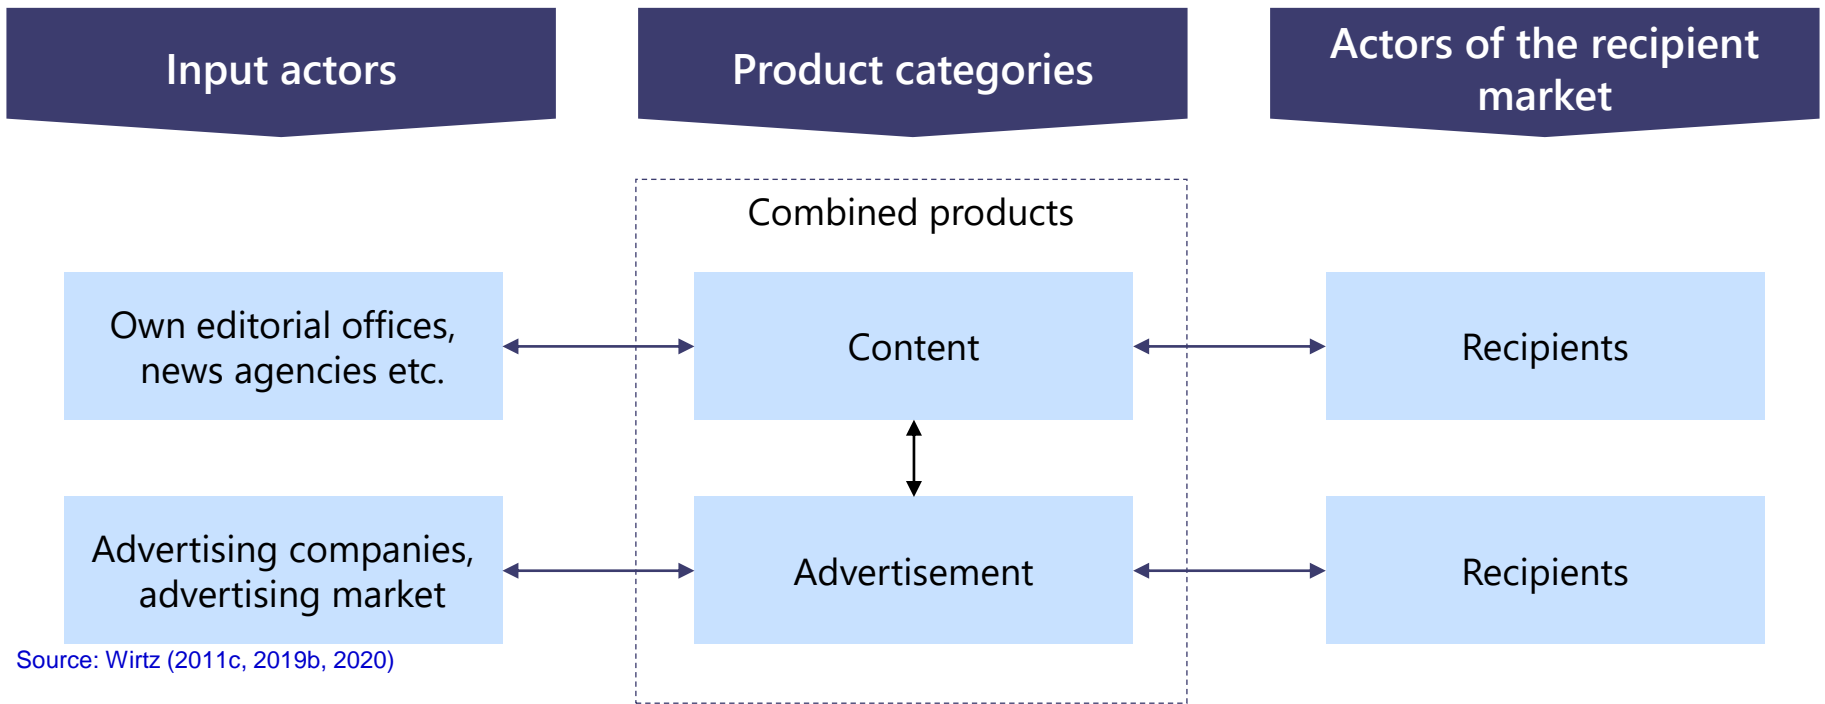 Input actors
Product categories
Actors of the recipient
market
Combined products
Own editorial offices,
news agencies etc.
Content
Recipients
Advertising companies,
advertising market
Advertisement
Recipients
Source: Wirtz (2011c, 2019b, 2020)